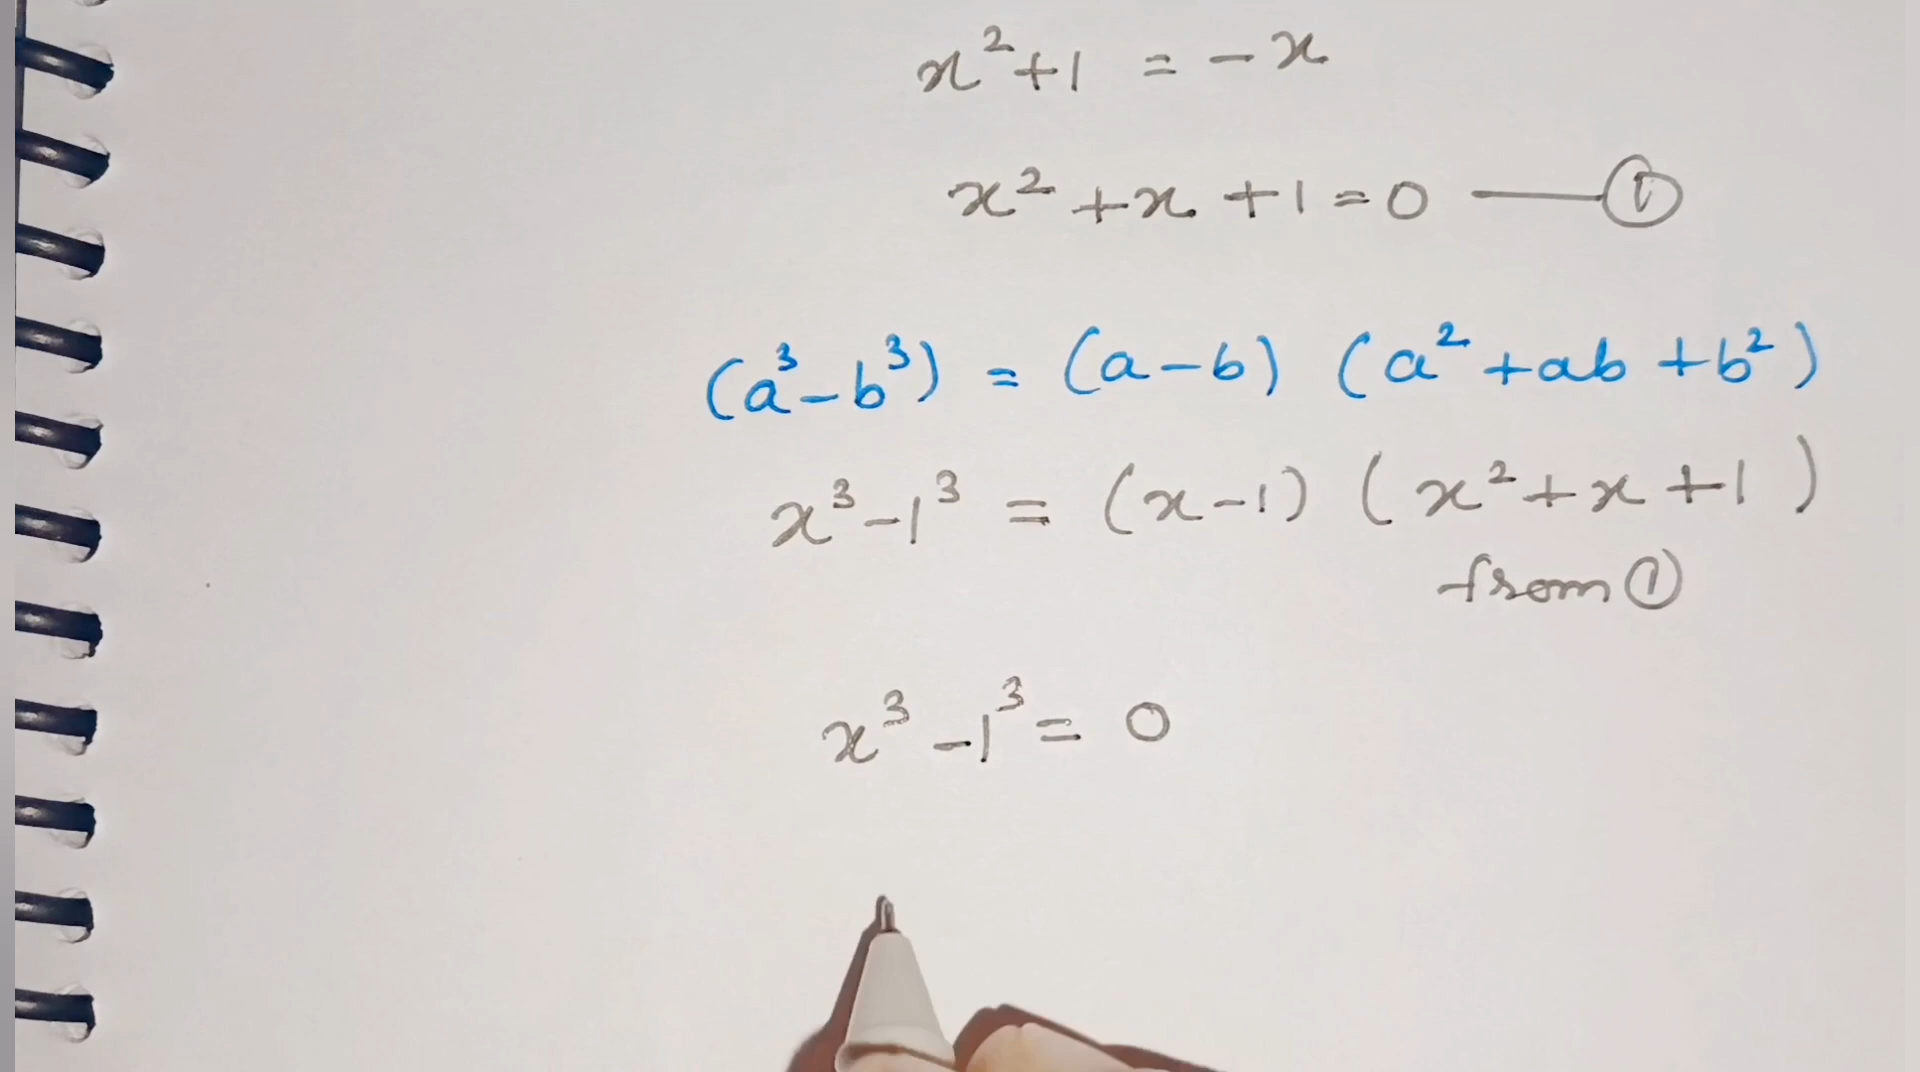 x²+1 = -x
x² + x + 1 = 0 —— ①
(a³-b³) = (a-b) (a² + ab + b²)
x³ - 1³ = (x-1) (x² + x + 1)
from ①
x³ - 1³ = 0